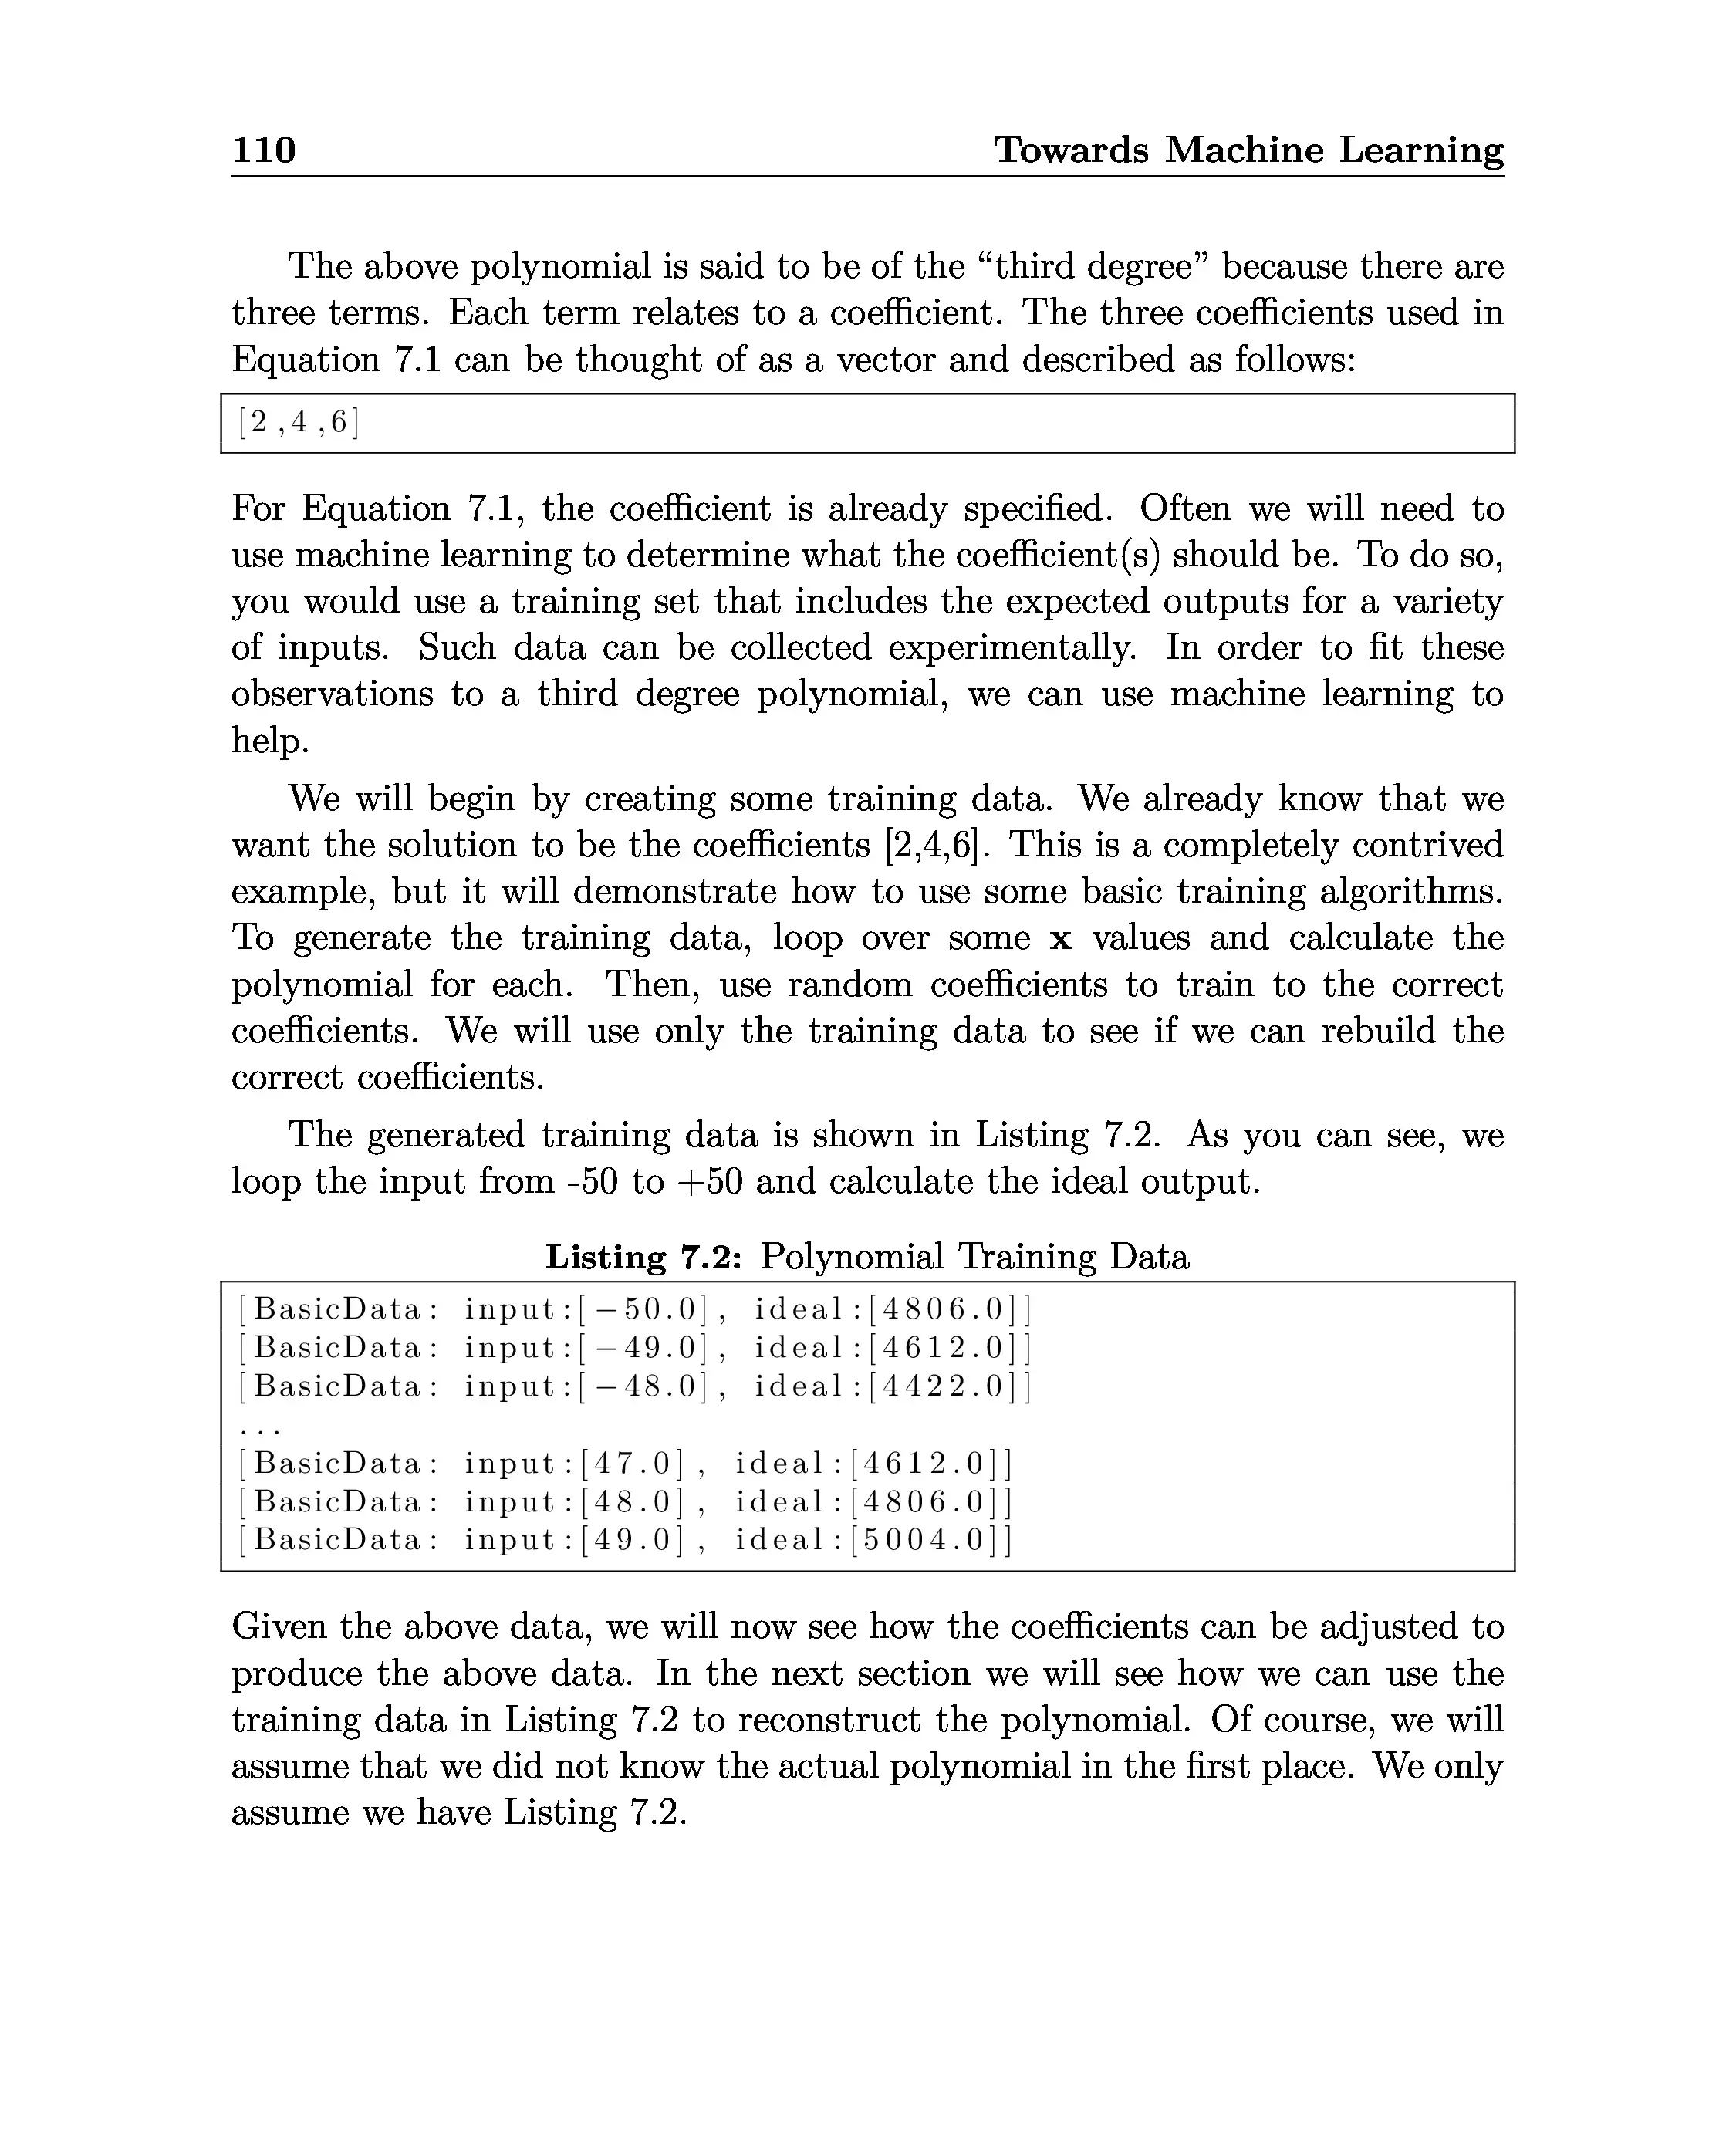 110 Towards Machine Learning
The above polynomial is said to be of the “third degree” because there are
three terms. Each term relates to a coefficient. The three coefficients used in
Equation 7.1 can be thought of as a vector and described as follows:
[2 ,4 ,6]
For Equation 7.1, the coefficient is already specified. Often we will need to
use machine learning to determine what the coefficient(s) should be. To do so,
you would use a training set that includes the expected outputs for a variety
of inputs. Such data can be collected experimentally. In order to fit these
observations to a third degree polynomial, we can use machine learning to
help.
We will begin by creating some training data. We already know that we
want the solution to be the coefficients [2,4,6]. This is a completely contrived
example, but it will demonstrate how to use some basic training algorithms.
To generate the training data, loop over some x values and calculate the
polynomial for each. Then, use random coefficients to train to the correct
coefficients. We will use only the training data to see if we can rebuild the
correct coefficients.
The generated training data is shown in Listing 7.2. As you can see, we
loop the input from -50 to +50 and calculate the ideal output.
Listing 7.2: Polynomial Training Data
[BasicData: input:[−50.0], ideal:[4806.0]]
[BasicData: input:[−49.0], ideal:[4612.0]]
[BasicData: input:[−48.0], ideal:[4422.0]]
...
[BasicData: input:[47.0], ideal:[4612.0]]
[BasicData: input:[48.0], ideal:[4806.0]]
[BasicData: input:[49.0], ideal:[5004.0]]
Given the above data, we will now see how the coefficients can be adjusted to
produce the above data. In the next section we will see how we can use the
training data in Listing 7.2 to reconstruct the polynomial. Of course, we will
assume that we did not know the actual polynomial in the first place. We only
assume we have Listing 7.2.